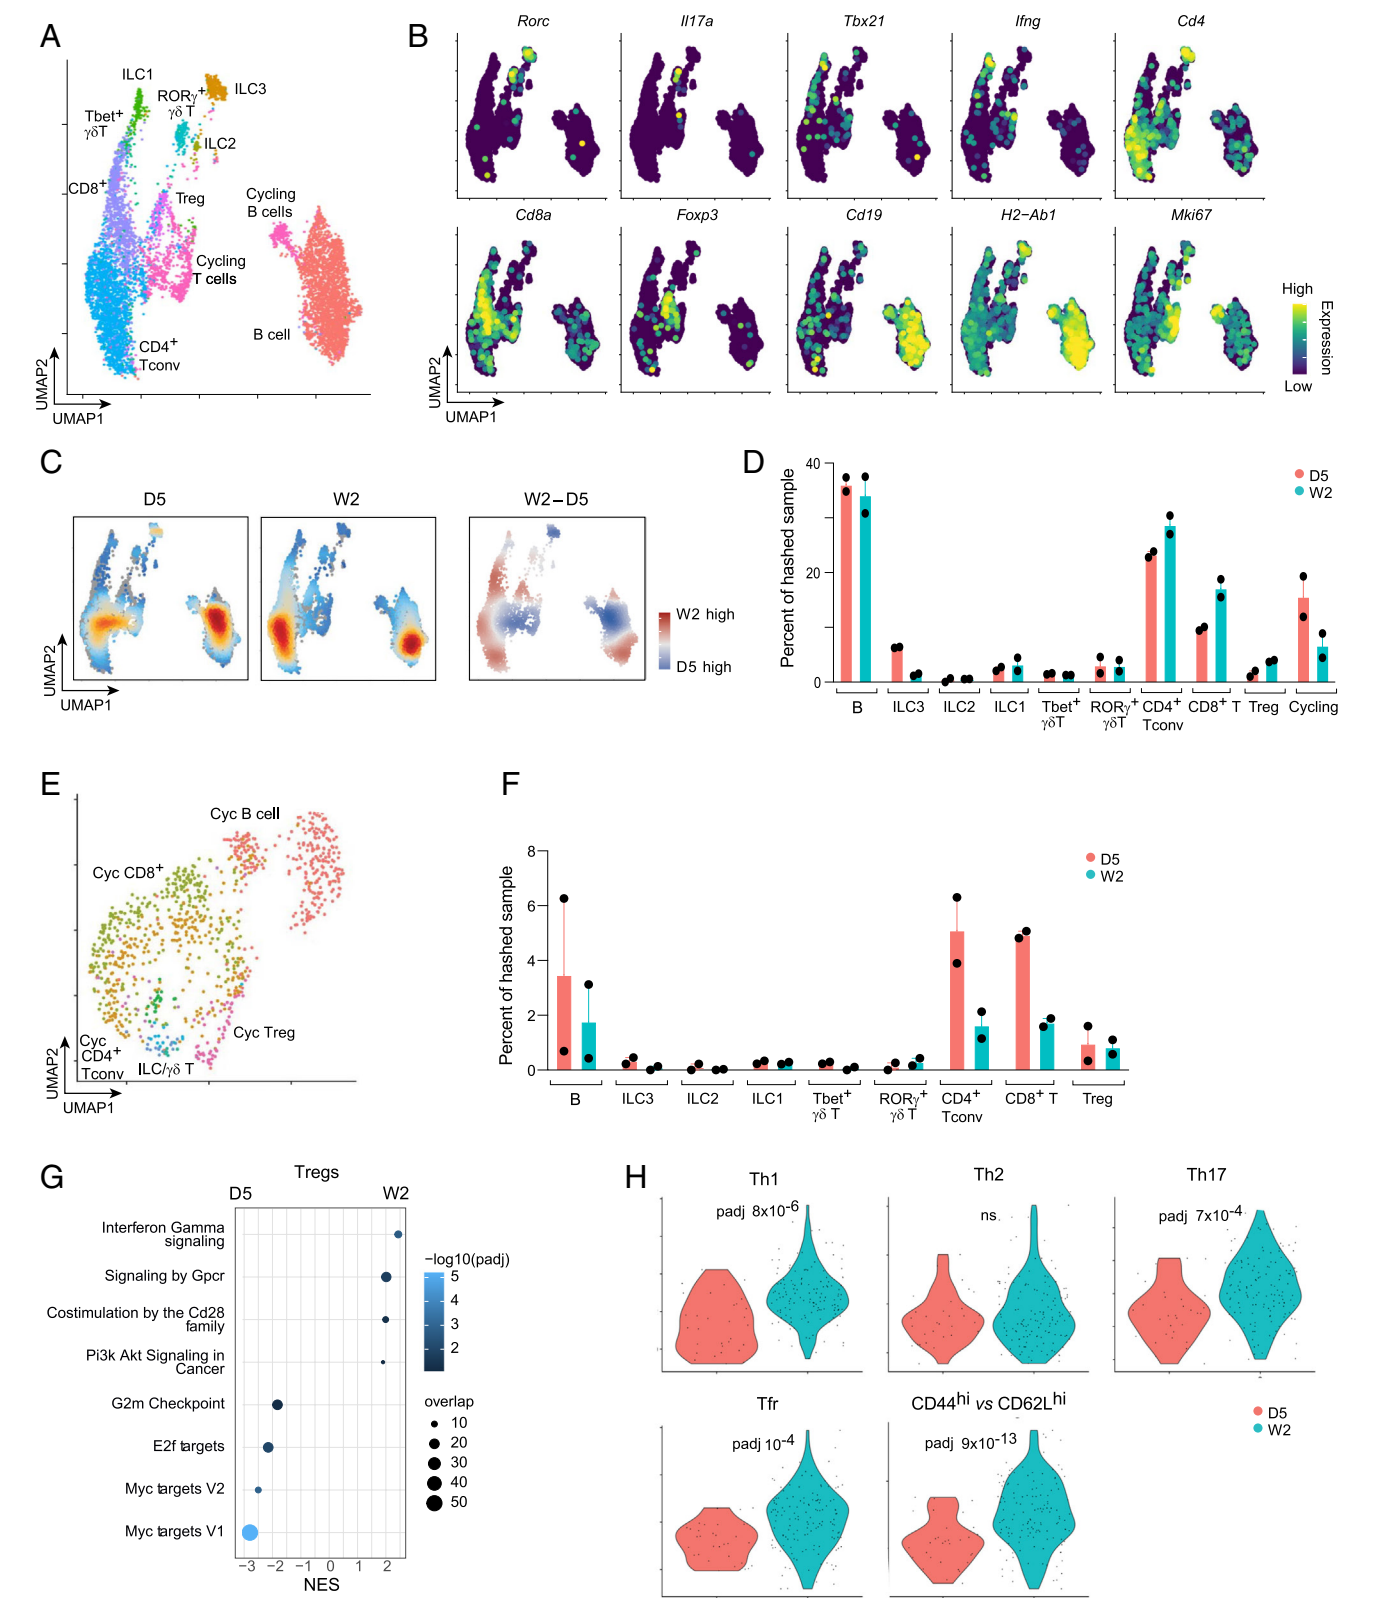 A
ILC1
RORγ+
γδ T
ILC3
Tbet+
γδT
ILC2
CD8+
Treg
Cycling
B cells
Cycling
T cells
B cell
CD4+
Tconv
UMAP2
UMAP1
B
Rorc
Il17a
Tbx21
Ifng
Cd4
Cd8a
Foxp3
Cd19
H2−Ab1
Mki67
High
Expression
Low
UMAP2
UMAP1
C
D5
W2
W2−D5
W2 high
D5 high
UMAP2
UMAP1
D
Percent of hashed sample
40
20
0
D5
W2
B
ILC3
ILC2
ILC1
Tbet+
γδT
RORγ+
γδT
CD4+
Tconv
CD8+ T
Treg
Cycling
E
Cyc B cell
Cyc CD8+
Cyc Treg
Cyc
CD4+
Tconv
ILC/γδ T
UMAP2
UMAP1
F
Percent of hashed sample
8
6
4
2
0
D5
W2
B
ILC3
ILC2
ILC1
Tbet+
γδ T
RORγ+
γδ T
CD4+
Tconv
CD8+ T
Treg
G
Tregs
D5
W2
Interferon Gamma
signaling
Signaling by Gpcr
Costimulation by the Cd28
family
Pi3k Akt Signaling in
Cancer
G2m Checkpoint
E2f targets
Myc targets V2
Myc targets V1
−3 −2 −1 0 1 2
NES
−log10(padj)
5
4
3
2
overlap
10
20
30
40
50
H
Th1
padj 8x10-6
Th2
ns
Th17
padj 7x10-4
Tfr
padj 10-4
CD44hi vs CD62Lhi
padj 9x10-13
D5
W2